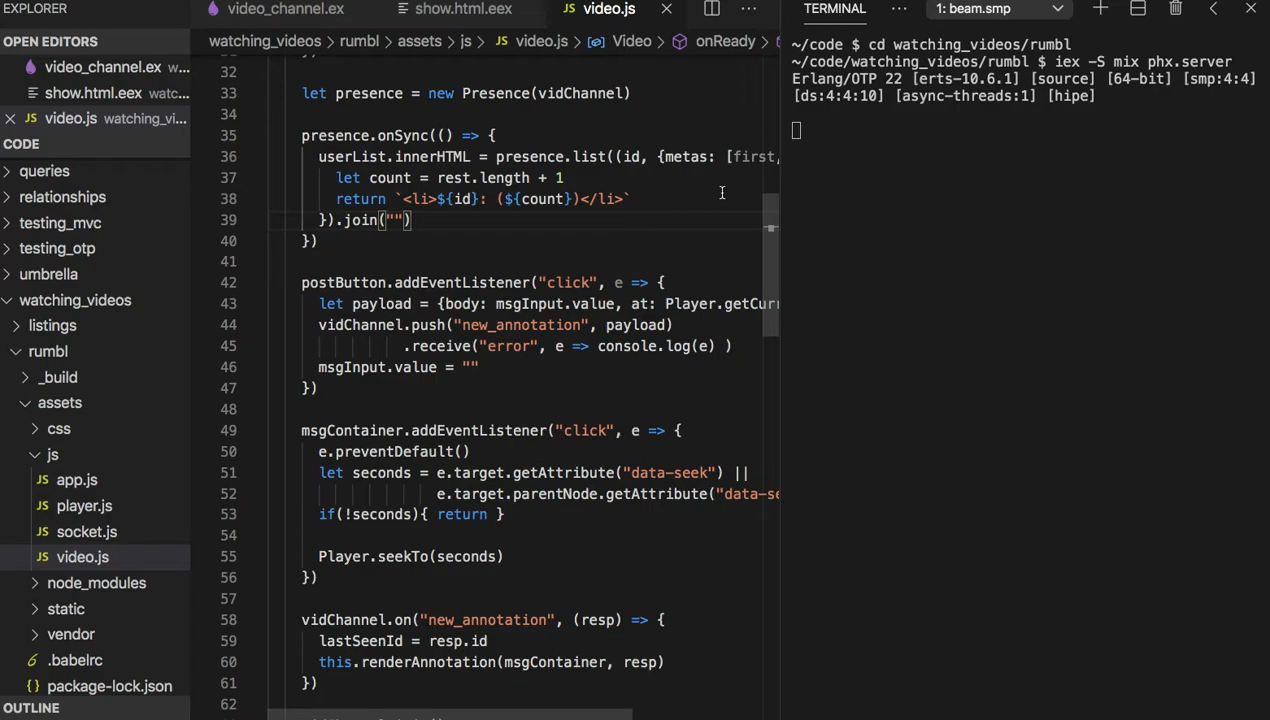 EXPLORER
OPEN EDITORS
video_channel.ex w...
show.html.eex watc...
video.js watching_vi...
CODE
queries
relationships
testing_mvc
testing_otp
umbrella
watching_videos
listings
rumbl
_build
assets
css
js
JS app.js
JS player.js
JS socket.js
JS video.js
node_modules
static
vendor
.babelrc
{} package-lock.json
OUTLINE
video_channel.ex
show.html.eex
JS video.js
watching_videos > rumbl > assets > js > JS video.js > Video > onReady >
32
33 let presence = new Presence(vidChannel)
34
35 presence.onSync(() => {
36 userList.innerHTML = presence.list((id, {metas: [first,
37 let count = rest.length + 1
38 return `<li>${id}: (${count})</li>`
39 }).join("")
40 })
41
42 postButton.addEventListener("click", e => {
43 let payload = {body: msgInput.value, at: Player.getCur
44 vidChannel.push("new_annotation", payload)
45 .receive("error", e => console.log(e) )
46 msgInput.value = ""
47 })
48
49 msgContainer.addEventListener("click", e => {
50 e.preventDefault()
51 let seconds = e.target.getAttribute("data-seek") ||
52 e.target.parentNode.getAttribute("data-se
53 if(!seconds){ return }
54
55 Player.seekTo(seconds)
56 })
57
58 vidChannel.on("new_annotation", (resp) => {
59 lastSeenId = resp.id
60 this.renderAnnotation(msgContainer, resp)
61 })
62
TERMINAL
1: beam.smp
~/code $ cd watching_videos/rumbl
~/code/watching_videos/rumbl $ iex -S mix phx.server
Erlang/OTP 22 [erts-10.6.1] [source] [64-bit] [smp:4:4]
[ds:4:4:10] [async-threads:1] [hipe]